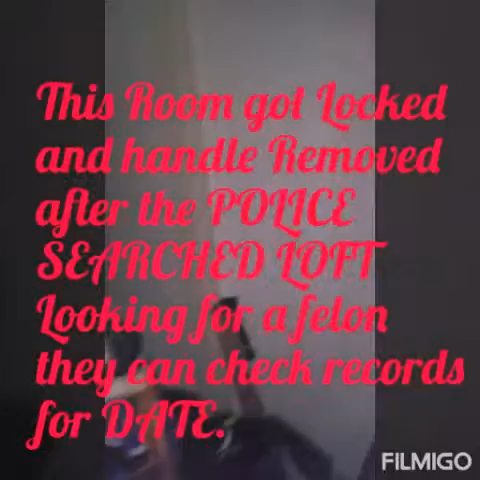 This Room got Locked
and handle Removed
after the POLICE
SEARCHED LOFT
Looking for a felon
they can check records
for DATE.
FILMIGO